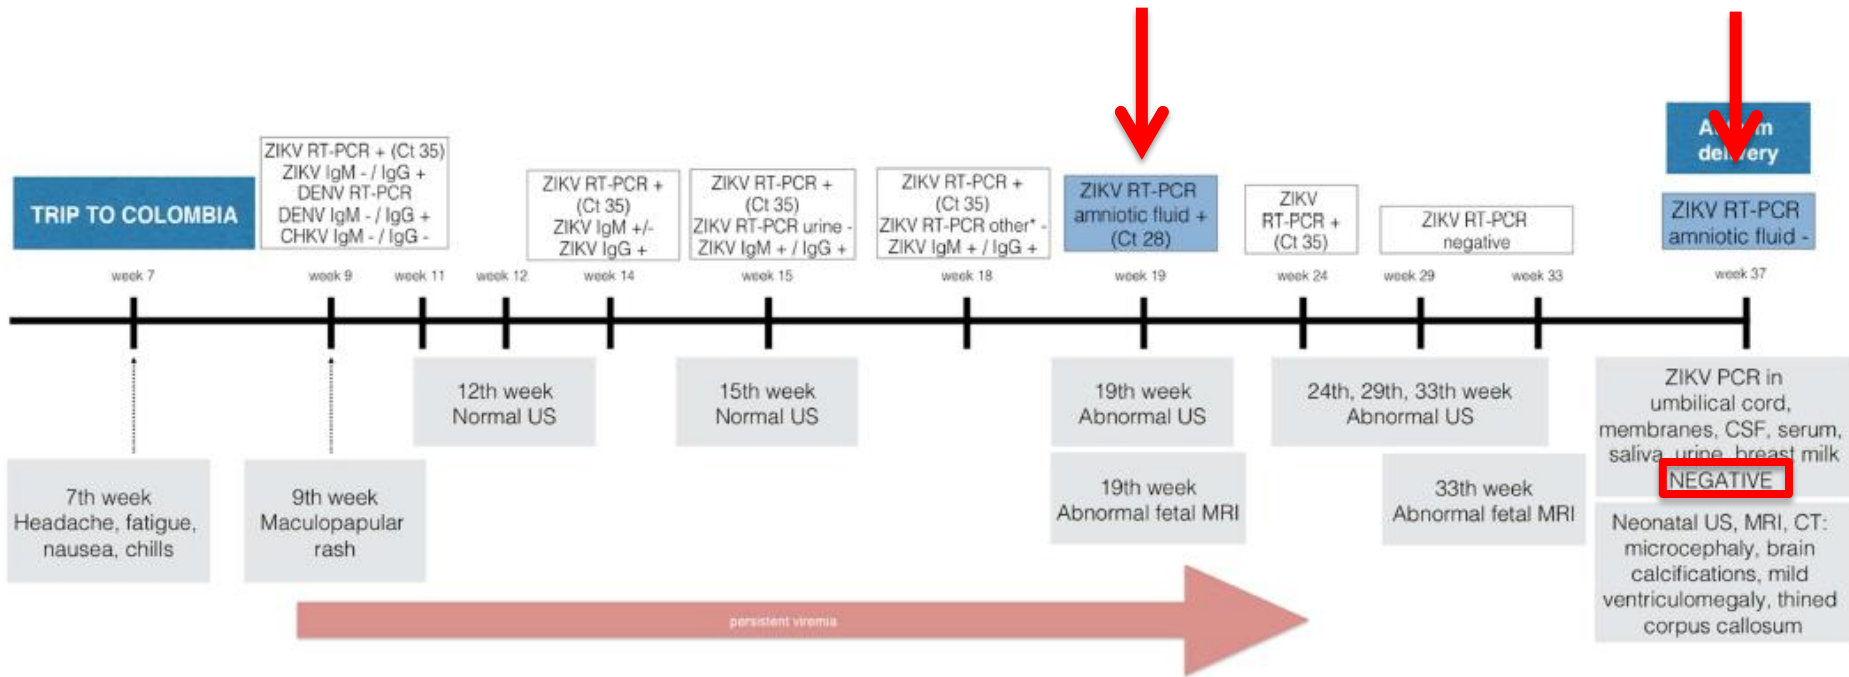 TRIP TO COLOMBIA
ZIKV RT-PCR + (Ct 35)
ZIKV IgM - / IgG +
DENV RT-PCR
DENV IgM - / IgG +
CHKV IgM - / IgG -
ZIKV RT-PCR +
(Ct 35)
ZIKV IgM +/-
ZIKV IgG +
ZIKV RT-PCR +
(Ct 35)
ZIKV RT-PCR urine -
ZIKV IgM + / IgG +
ZIKV RT-PCR +
(Ct 35)
ZIKV RT-PCR other* -
ZIKV IgM + / IgG +
ZIKV RT-PCR
amniotic fluid +
(Ct 28)
ZIKV
RT-PCR +
(Ct 35)
ZIKV RT-PCR
negative
delivery
ZIKV RT-PCR
amniotic fluid -
week 7
week 9
week 11
week 12
week 14
week 15
week 18
week 19
week 24
week 29
week 33
week 37
7th week
Headache, fatigue,
nausea, chills
9th week
Maculopapular
rash
12th week
Normal US
15th week
Normal US
19th week
Abnormal US
19th week
Abnormal fetal MRI
24th, 29th, 33th week
Abnormal US
33th week
Abnormal fetal MRI
ZIKV PCR in
umbilical cord,
membranes, CSF, serum,
saliva, urine, breast milk
NEGATIVE
Neonatal US, MRI, CT:
microcephaly, brain
calcifications, mild
ventriculomegaly, thined
corpus callosum
persistent viremia